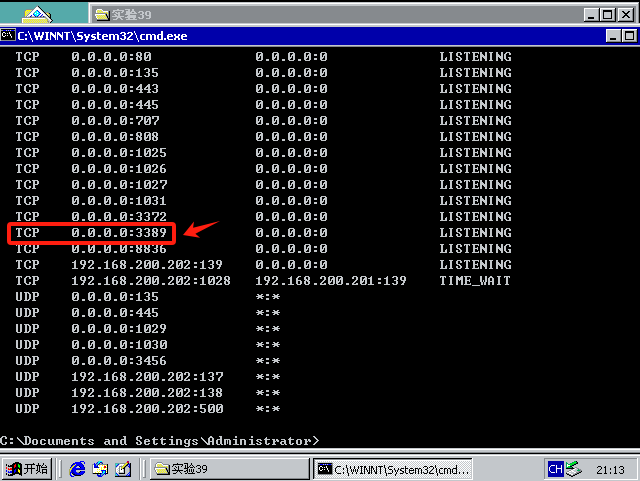 实验39
C:\WINNT\System32\cmd.exe
TCP 0.0.0.0:80 0.0.0.0:0 LISTENING
TCP 0.0.0.0:135 0.0.0.0:0 LISTENING
TCP 0.0.0.0:443 0.0.0.0:0 LISTENING
TCP 0.0.0.0:445 0.0.0.0:0 LISTENING
TCP 0.0.0.0:707 0.0.0.0:0 LISTENING
TCP 0.0.0.0:808 0.0.0.0:0 LISTENING
TCP 0.0.0.0:1025 0.0.0.0:0 LISTENING
TCP 0.0.0.0:1026 0.0.0.0:0 LISTENING
TCP 0.0.0.0:1027 0.0.0.0:0 LISTENING
TCP 0.0.0.0:1031 0.0.0.0:0 LISTENING
TCP 0.0.0.0:3372 0.0.0.0:0 LISTENING
TCP 0.0.0.0:3389 0.0.0.0:0 LISTENING
TCP 0.0.0.0:8836 0.0.0.0:0 LISTENING
TCP 192.168.200.202:139 0.0.0.0:0 LISTENING
TCP 192.168.200.202:1028 192.168.200.201:139 TIME_WAIT
UDP 0.0.0.0:135 *:*
UDP 0.0.0.0:445 *:*
UDP 0.0.0.0:1029 *:*
UDP 0.0.0.0:1030 *:*
UDP 0.0.0.0:3456 *:*
UDP 192.168.200.202:137 *:*
UDP 192.168.200.202:138 *:*
UDP 192.168.200.202:500 *:*
C:\Documents and Settings\Administrator>
开始 实验39 C:\WINNT\System32\cmd... CH 21:13